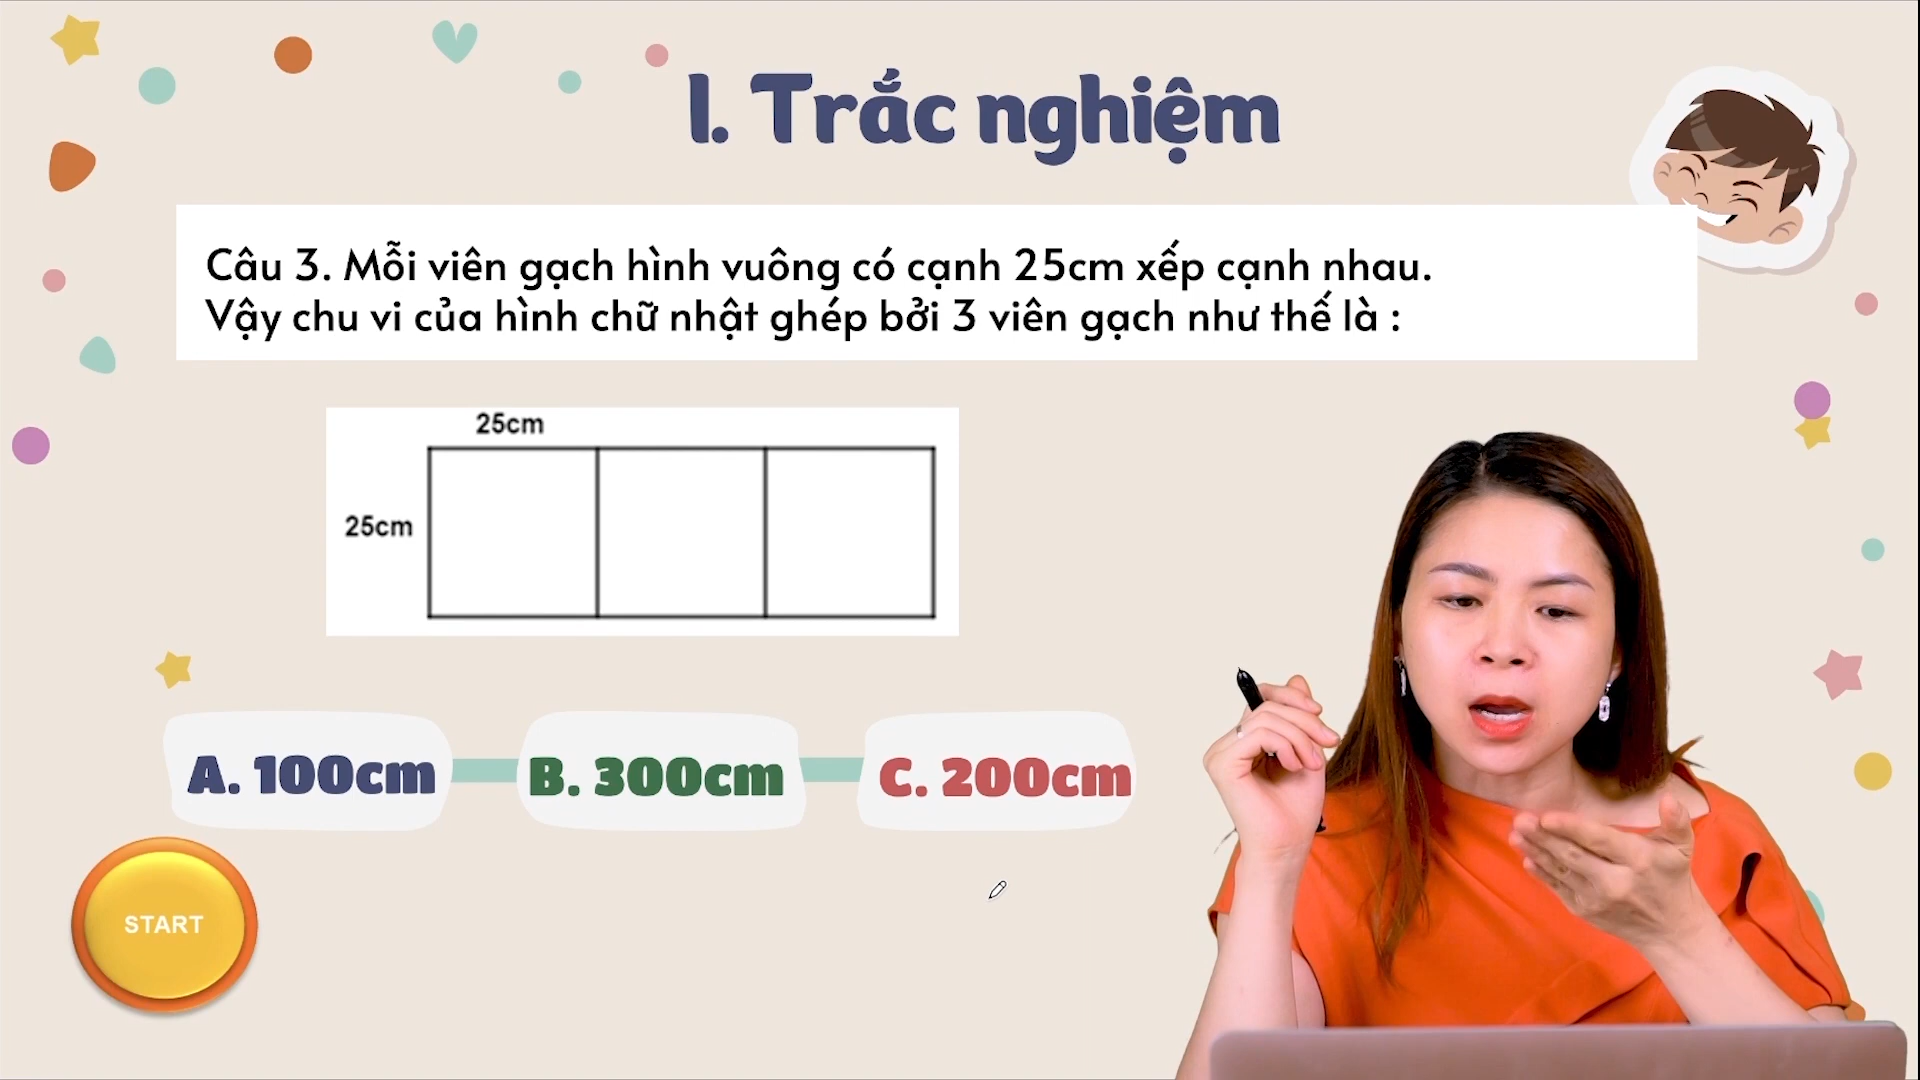 I. Trắc nghiệm
Câu 3. Mỗi viên gạch hình vuông có cạnh 25cm xếp cạnh nhau.
Vậy chu vi của hình chữ nhật ghép bởi 3 viên gạch như thế là :
25cm
25cm
A. 100cm
B. 300cm
C. 200cm
START